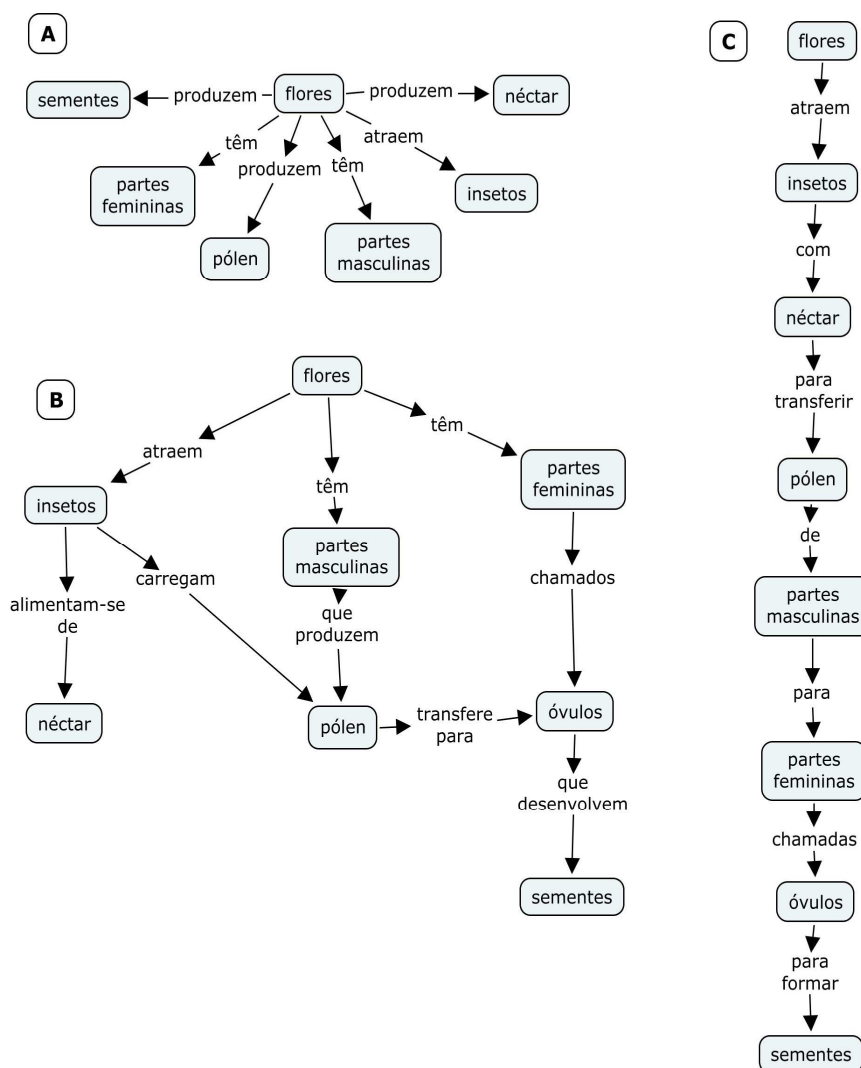 A
sementes
produzem
flores
produzem
néctar
têm
produzem
têm
atraem
partes
femininas
pólen
partes
masculinas
insetos
B
flores
atraem
têm
têm
insetos
partes
masculinas
partes
femininas
alimentam-se
de
carregam
que
produzem
chamados
néctar
pólen
transfere
para
óvulos
que
desenvolvem
sementes
C
flores
atraem
insetos
com
néctar
para
transferir
pólen
de
partes
masculinas
para
partes
femininas
chamadas
óvulos
para
formar
sementes